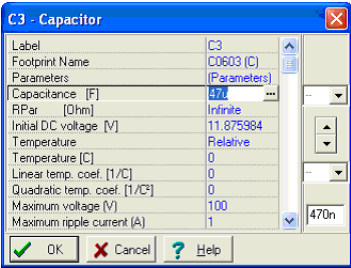 C3 - Capacitor
Label C3
Footprint Name C0603 (C)
Parameters (Parameters)
Capacitance [F] 47u ...
RPar [Ohm] Infinite
Initial DC voltage [V] 11.875984
Temperature Relative
Temperature [C] 0
Linear temp. coef. [1/C] 0
Quadratic temp. coef. [1/C²] 0
Maximum voltage (V) 100
Maximum ripple current (A) 1
--
--
470n
OK Cancel ? Help